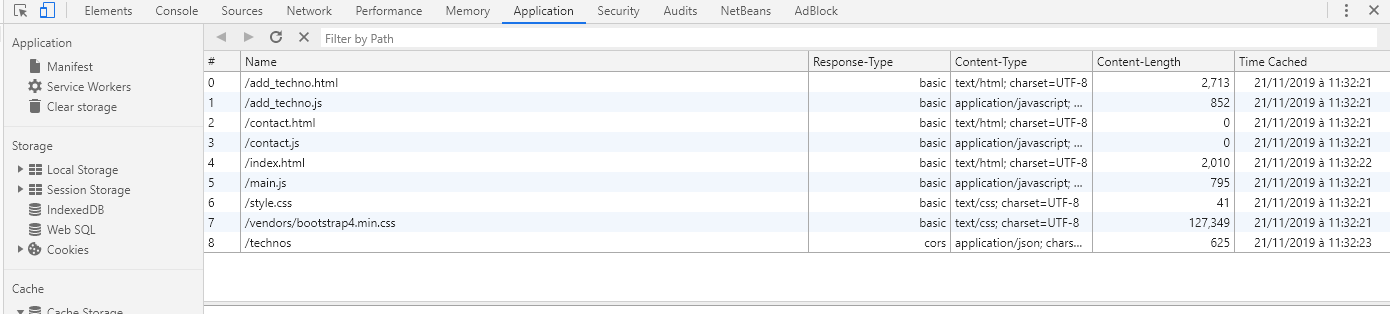 Elements Console Sources Network Performance Memory Application Security Audits NetBeans AdBlock
Application
Manifest
Service Workers
Clear storage
Storage
Local Storage
Session Storage
IndexedDB
Web SQL
Cookies
Cache
Cache Storage
Filter by Path
# Name Response-Type Content-Type Content-Length Time Cached
0 /add_techno.html basic text/html; charset=UTF-8 2,713 21/11/2019 à 11:32:21
1 /add_techno.js basic application/javascript; ... 852 21/11/2019 à 11:32:21
2 /contact.html basic text/html; charset=UTF-8 0 21/11/2019 à 11:32:21
3 /contact.js basic application/javascript; ... 0 21/11/2019 à 11:32:21
4 /index.html basic text/html; charset=UTF-8 2,010 21/11/2019 à 11:32:22
5 /main.js basic application/javascript; ... 795 21/11/2019 à 11:32:21
6 /style.css basic text/css; charset=UTF-8 41 21/11/2019 à 11:32:21
7 /vendors/bootstrap4.min.css basic text/css; charset=UTF-8 127,349 21/11/2019 à 11:32:21
8 /technos cors application/json; chars... 625 21/11/2019 à 11:32:23